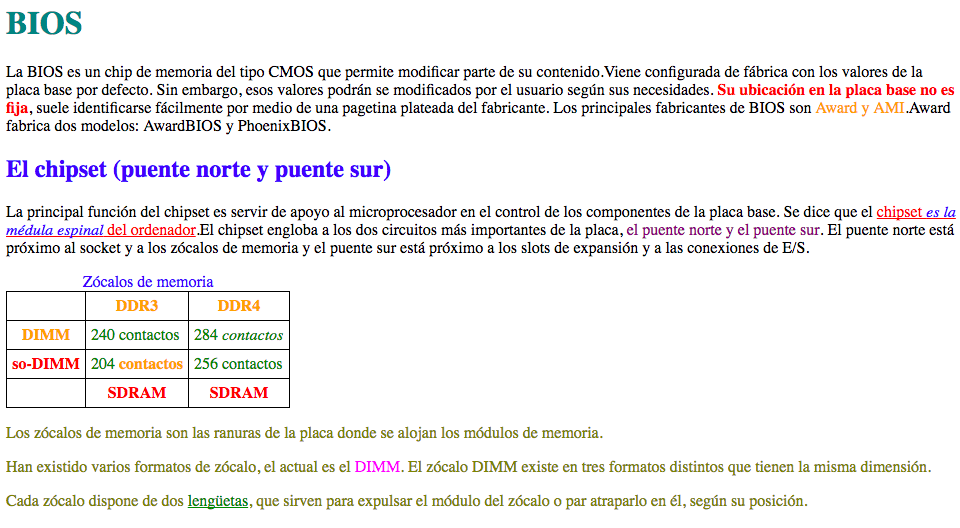 BIOS
La BIOS es un chip de memoria del tipo CMOS que permite modificar parte de su contenido.Viene configurada de fábrica con los valores de la
placa base por defecto. Sin embargo, esos valores podrán se modificados por el usuario según sus necesidades. Su ubicación en la placa base no es
fija, suele identificarse fácilmente por medio de una pagetina plateada del fabricante. Los principales fabricantes de BIOS son Award y AMI.Award
fabrica dos modelos: AwardBIOS y PhoenixBIOS.
El chipset (puente norte y puente sur)
La principal función del chipset es servir de apoyo al microprocesador en el control de los componentes de la placa base. Se dice que el chipset es la
médula espinal del ordenador.El chipset engloba a los dos circuitos más importantes de la placa, el puente norte y el puente sur. El puente norte está
próximo al socket y a los zócalos de memoria y el puente sur está próximo a los slots de expansión y a las conexiones de E/S.
Zócalos de memoria
DDR3 DDR4
DIMM 240 contactos 284 contactos
so-DIMM 204 contactos 256 contactos
SDRAM SDRAM
Los zócalos de memoria son las ranuras de la placa donde se alojan los módulos de memoria.
Han existido varios formatos de zócalo, el actual es el DIMM. El zócalo DIMM existe en tres formatos distintos que tienen la misma dimensión.
Cada zócalo dispone de dos lengüetas, que sirven para expulsar el módulo del zócalo o par atraparlo en él, según su posición.